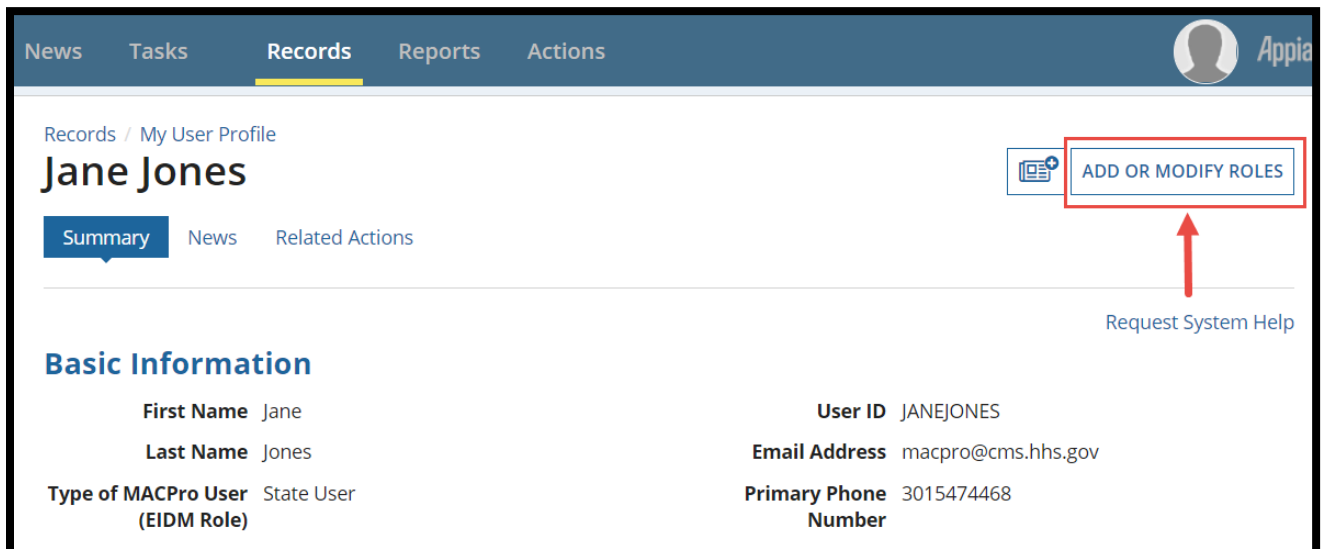 News Tasks Records Reports Actions Appia
Records / My User Profile
Jane Jones
ADD OR MODIFY ROLES
Summary News Related Actions
Request System Help
Basic Information
First Name Jane User ID JANEJONES
Last Name Jones Email Address macpro@cms.hhs.gov
Type of MACPro User State User Primary Phone 3015474468
(EIDM Role) Number